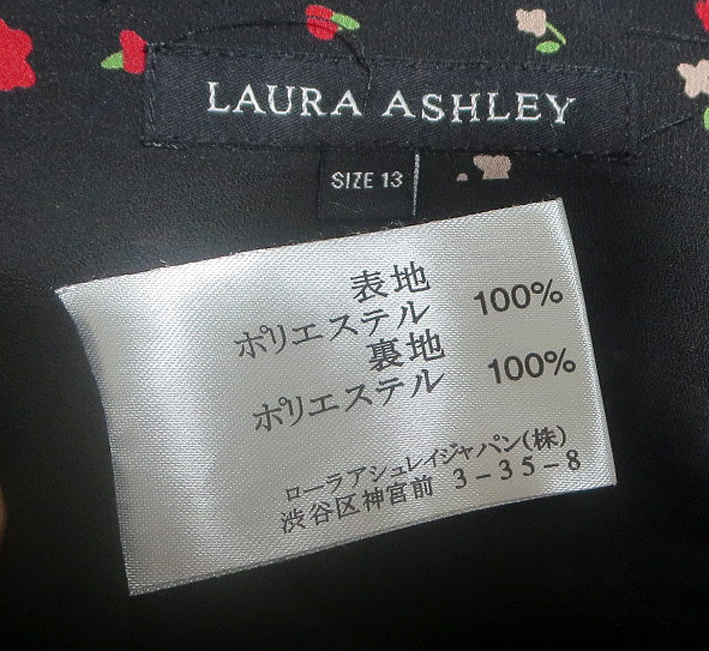 LAURA ASHLEY
SIZE 13
表地
ポリエステル 100%
裏地
ポリエステル 100%
ローラアシュレイジャパン(株)
渋谷区神宮前 3-35-8